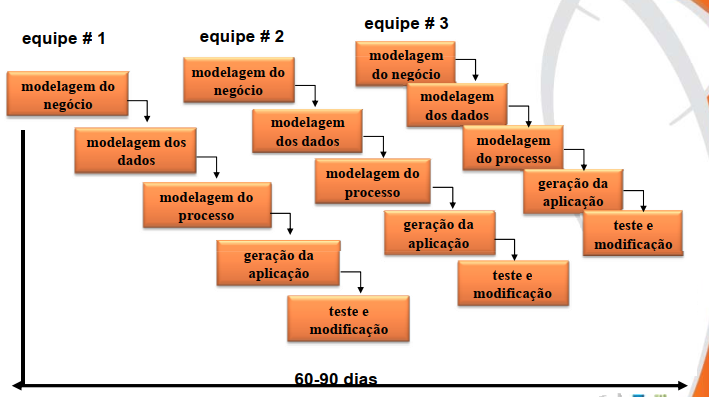 equipe # 1
modelagem do
negócio
modelagem dos
dados
modelagem do
processo
geração da
aplicação
teste e
modificação
equipe # 2
modelagem do
negócio
modelagem
dos dados
modelagem do
processo
geração da
aplicação
teste e
modificação
equipe # 3
modelagem
do negócio
modelagem
dos dados
modelagem
do processo
geração da
aplicação
teste e
modificação
60-90 dias